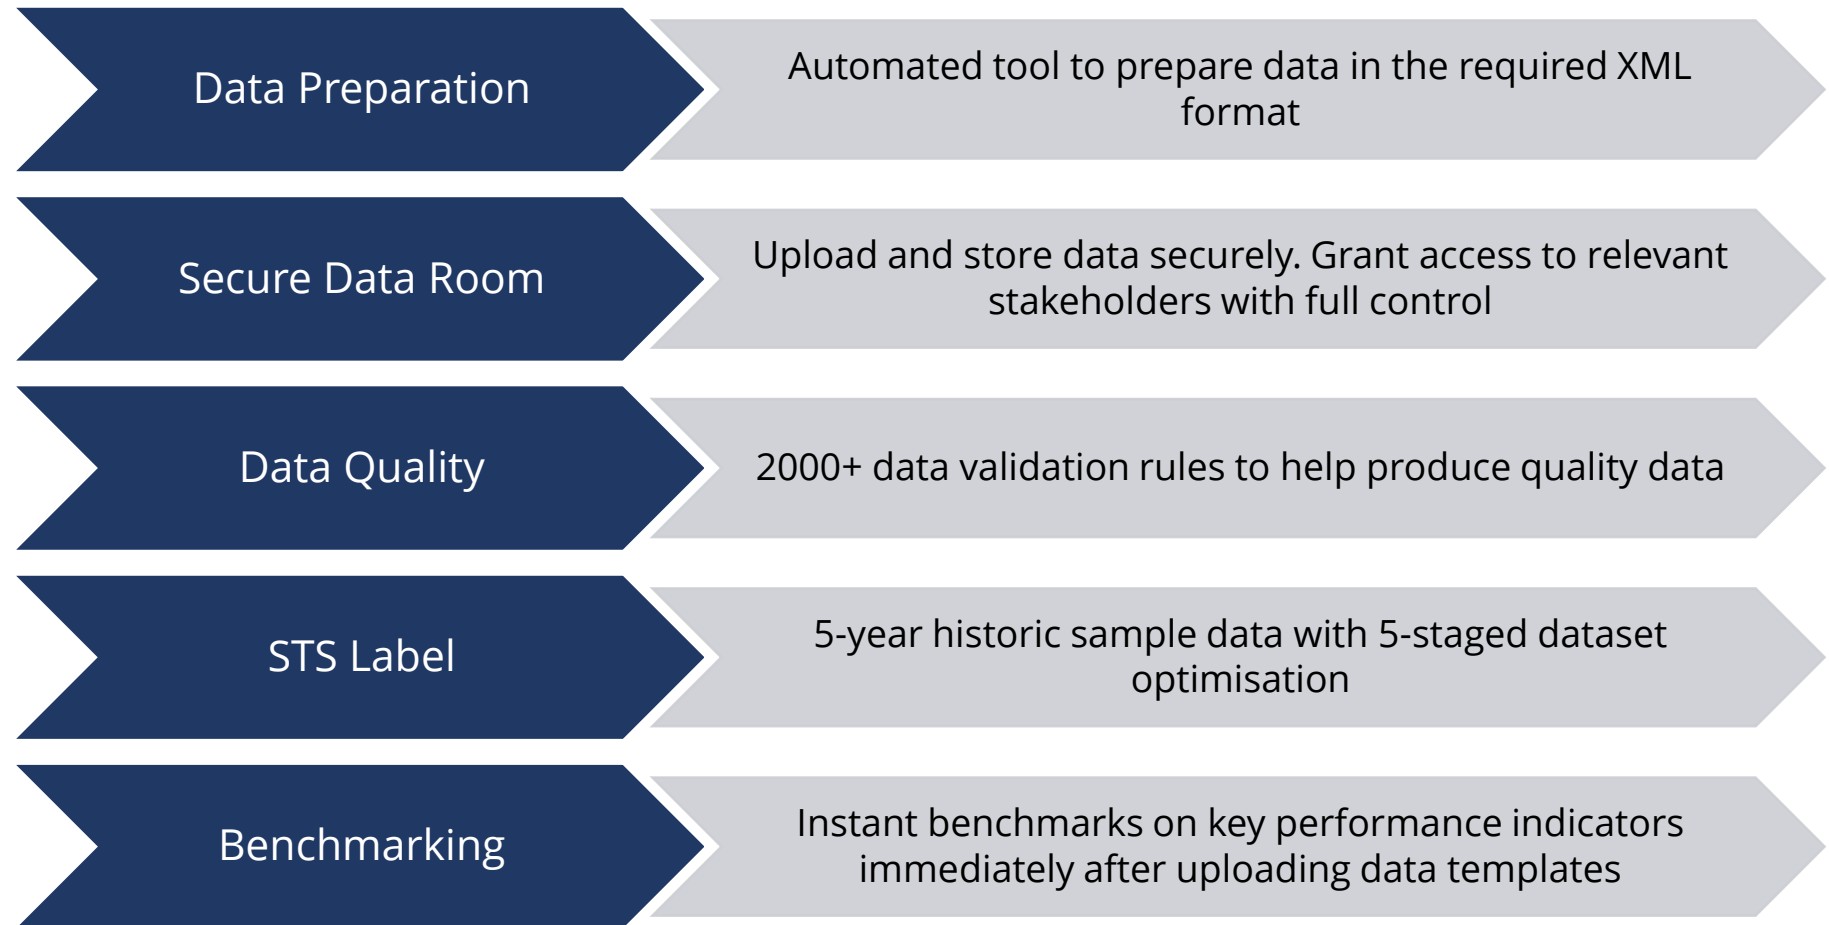 Data Preparation
Automated tool to prepare data in the required XML
format
Secure Data Room
Upload and store data securely. Grant access to relevant
stakeholders with full control
Data Quality
2000+ data validation rules to help produce quality data
STS Label
5-year historic sample data with 5-staged dataset
optimisation
Benchmarking
Instant benchmarks on key performance indicators
immediately after uploading data templates